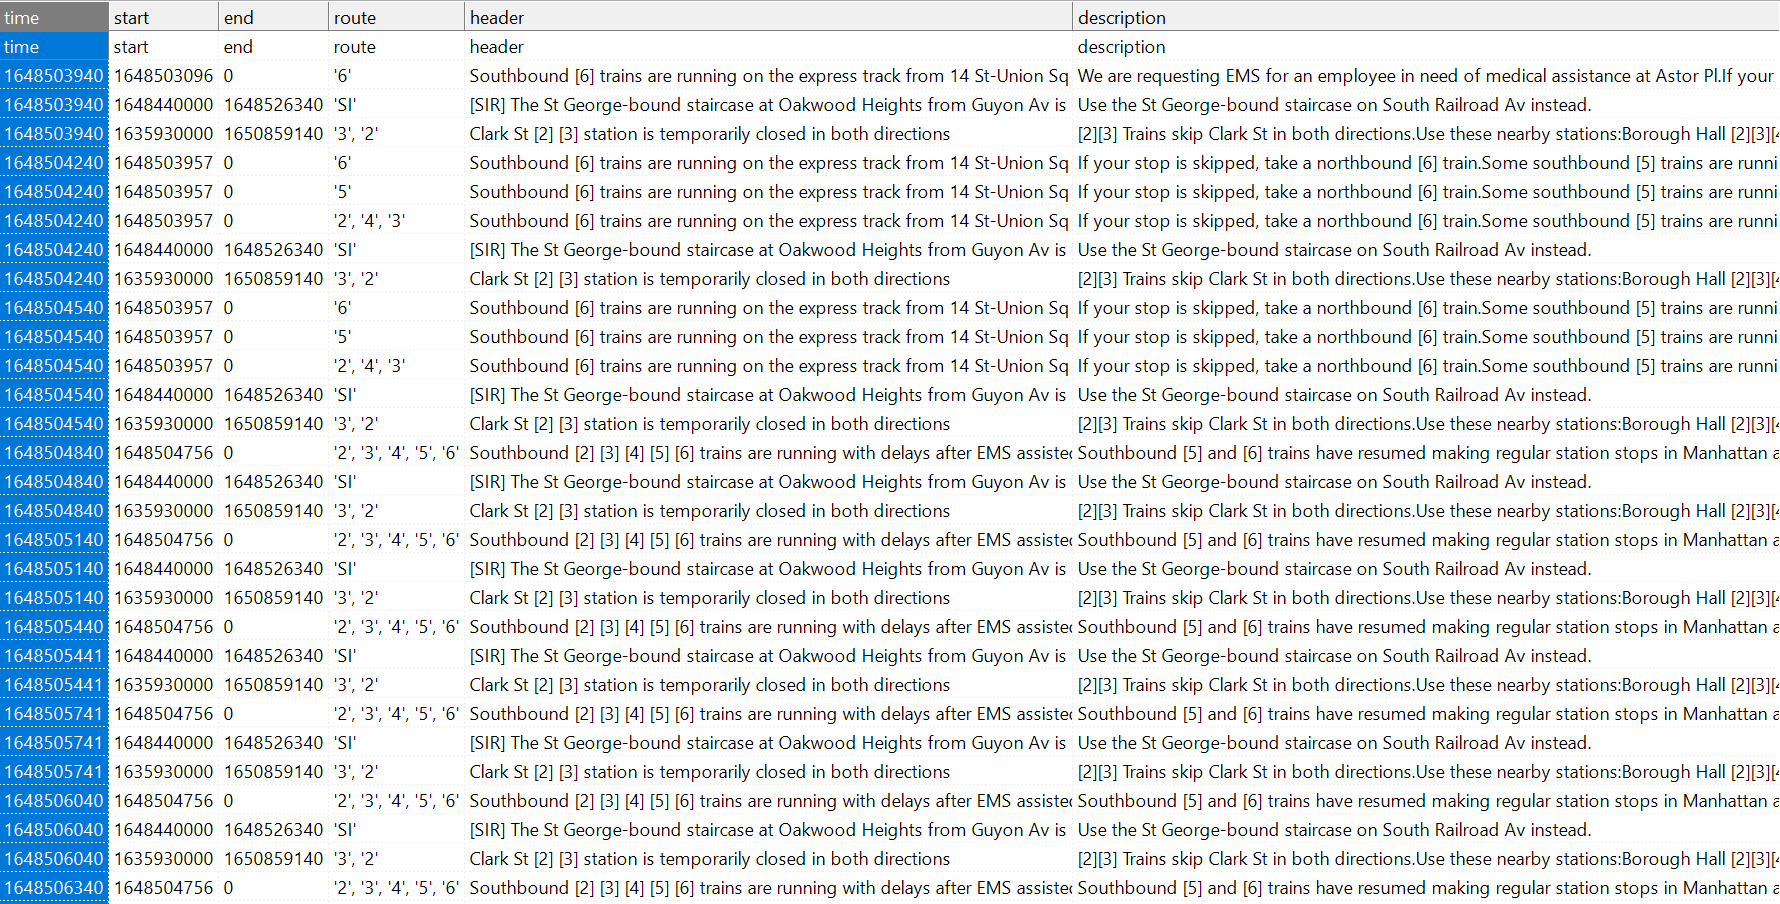 time start end route header description
time start end route header description
1648503940 1648503096 0 '6' Southbound [6] trains are running on the express track from 14 St-Union Sq We are requesting EMS for an employee in need of medical assistance at Astor Pl.If your
1648503940 1648440000 1648526340 'SI' [SIR] The St George-bound staircase at Oakwood Heights from Guyon Av is Use the St George-bound staircase on South Railroad Av instead.
1648503940 1635930000 1650859140 '3', '2' Clark St [2] [3] station is temporarily closed in both directions [2][3] Trains skip Clark St in both directions.Use these nearby stations:Borough Hall [2][3][4
1648504240 1648503957 0 '6' Southbound [6] trains are running on the express track from 14 St-Union Sq If your stop is skipped, take a northbound [6] train.Some southbound [5] trains are runni
1648504240 1648503957 0 '5' Southbound [6] trains are running on the express track from 14 St-Union Sq If your stop is skipped, take a northbound [6] train.Some southbound [5] trains are runni
1648504240 1648503957 0 '2', '4', '3' Southbound [6] trains are running on the express track from 14 St-Union Sq If your stop is skipped, take a northbound [6] train.Some southbound [5] trains are runni
1648504240 1648440000 1648526340 'SI' [SIR] The St George-bound staircase at Oakwood Heights from Guyon Av is Use the St George-bound staircase on South Railroad Av instead.
1648504240 1635930000 1650859140 '3', '2' Clark St [2] [3] station is temporarily closed in both directions [2][3] Trains skip Clark St in both directions.Use these nearby stations:Borough Hall [2][3][4
1648504540 1648503957 0 '6' Southbound [6] trains are running on the express track from 14 St-Union Sq If your stop is skipped, take a northbound [6] train.Some southbound [5] trains are runni
1648504540 1648503957 0 '5' Southbound [6] trains are running on the express track from 14 St-Union Sq If your stop is skipped, take a northbound [6] train.Some southbound [5] trains are runni
1648504540 1648503957 0 '2', '4', '3' Southbound [6] trains are running on the express track from 14 St-Union Sq If your stop is skipped, take a northbound [6] train.Some southbound [5] trains are runni
1648504540 1648440000 1648526340 'SI' [SIR] The St George-bound staircase at Oakwood Heights from Guyon Av is Use the St George-bound staircase on South Railroad Av instead.
1648504540 1635930000 1650859140 '3', '2' Clark St [2] [3] station is temporarily closed in both directions [2][3] Trains skip Clark St in both directions.Use these nearby stations:Borough Hall [2][3][4
1648504840 1648504756 0 '2', '3', '4', '5', '6' Southbound [2] [3] [4] [5] [6] trains are running with delays after EMS assisted Southbound [5] and [6] trains have resumed making regular station stops in Manhattan a
1648504840 1648440000 1648526340 'SI' [SIR] The St George-bound staircase at Oakwood Heights from Guyon Av is Use the St George-bound staircase on South Railroad Av instead.
1648504840 1635930000 1650859140 '3', '2' Clark St [2] [3] station is temporarily closed in both directions [2][3] Trains skip Clark St in both directions.Use these nearby stations:Borough Hall [2][3][4
1648505140 1648504756 0 '2', '3', '4', '5', '6' Southbound [2] [3] [4] [5] [6] trains are running with delays after EMS assisted Southbound [5] and [6] trains have resumed making regular station stops in Manhattan a
1648505140 1648440000 1648526340 'SI' [SIR] The St George-bound staircase at Oakwood Heights from Guyon Av is Use the St George-bound staircase on South Railroad Av instead.
1648505140 1635930000 1650859140 '3', '2' Clark St [2] [3] station is temporarily closed in both directions [2][3] Trains skip Clark St in both directions.Use these nearby stations:Borough Hall [2][3][4
1648505440 1648504756 0 '2', '3', '4', '5', '6' Southbound [2] [3] [4] [5] [6] trains are running with delays after EMS assisted Southbound [5] and [6] trains have resumed making regular station stops in Manhattan a
1648505441 1648440000 1648526340 'SI' [SIR] The St George-bound staircase at Oakwood Heights from Guyon Av is Use the St George-bound staircase on South Railroad Av instead.
1648505441 1635930000 1650859140 '3', '2' Clark St [2] [3] station is temporarily closed in both directions [2][3] Trains skip Clark St in both directions.Use these nearby stations:Borough Hall [2][3][4
1648505741 1648504756 0 '2', '3', '4', '5', '6' Southbound [2] [3] [4] [5] [6] trains are running with delays after EMS assisted Southbound [5] and [6] trains have resumed making regular station stops in Manhattan a
1648505741 1648440000 1648526340 'SI' [SIR] The St George-bound staircase at Oakwood Heights from Guyon Av is Use the St George-bound staircase on South Railroad Av instead.
1648505741 1635930000 1650859140 '3', '2' Clark St [2] [3] station is temporarily closed in both directions [2][3] Trains skip Clark St in both directions.Use these nearby stations:Borough Hall [2][3][4
1648506040 1648504756 0 '2', '3', '4', '5', '6' Southbound [2] [3] [4] [5] [6] trains are running with delays after EMS assisted Southbound [5] and [6] trains have resumed making regular station stops in Manhattan a
1648506040 1648440000 1648526340 'SI' [SIR] The St George-bound staircase at Oakwood Heights from Guyon Av is Use the St George-bound staircase on South Railroad Av instead.
1648506040 1635930000 1650859140 '3', '2' Clark St [2] [3] station is temporarily closed in both directions [2][3] Trains skip Clark St in both directions.Use these nearby stations:Borough Hall [2][3][4
1648506340 1648504756 0 '2', '3', '4', '5', '6' Southbound [2] [3] [4] [5] [6] trains are running with delays after EMS assisted Southbound [5] and [6] trains have resumed making regular station stops in Manhattan a